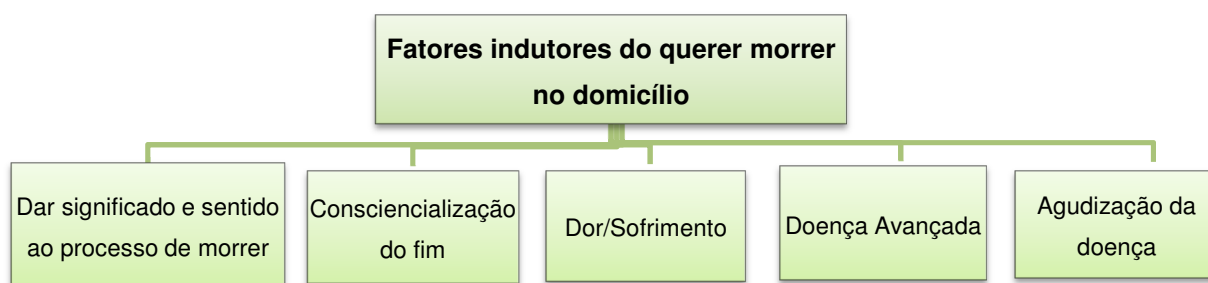 Fatores indutores do querer morrer
no domicílio
Dar significado e sentido
ao processo de morrer
Consciencialização
do fim
Dor/Sofrimento
Doença Avançada
Agudização da
doença